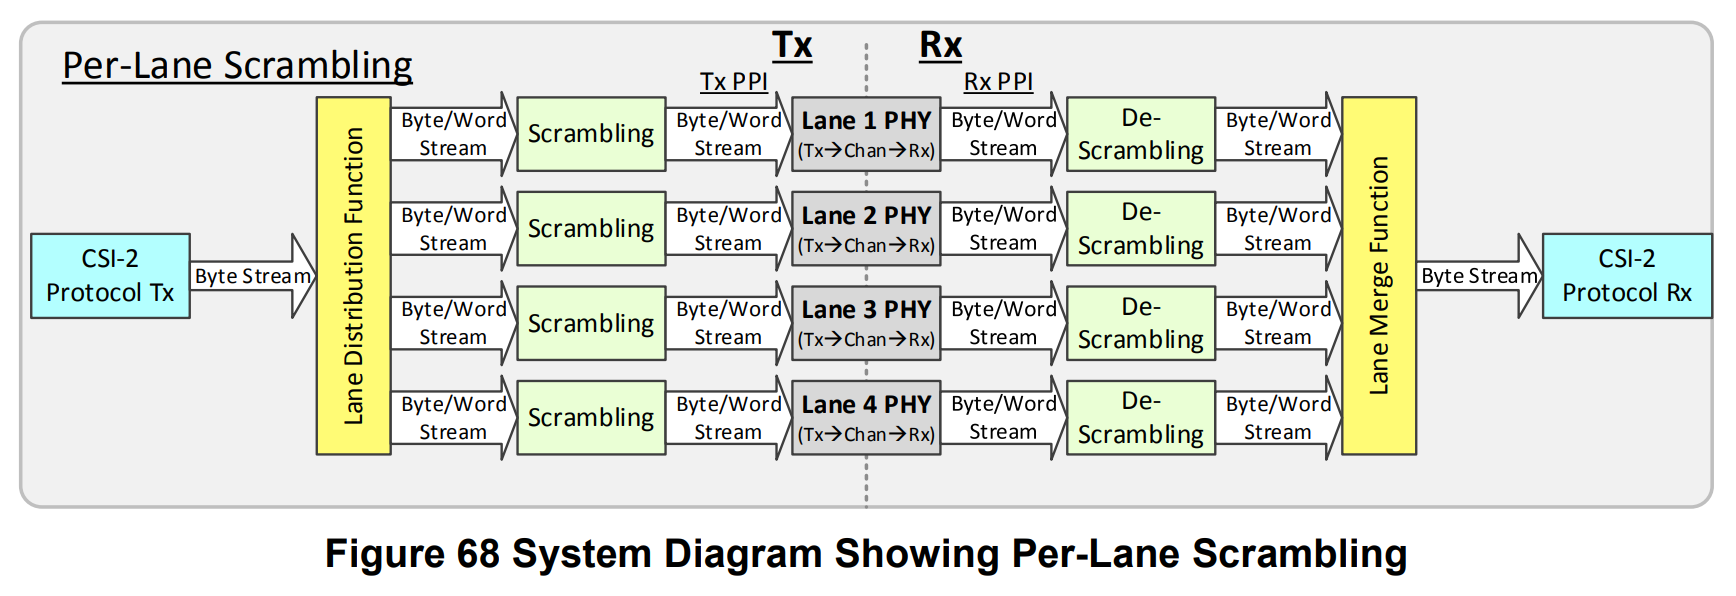 Per-Lane Scrambling
Tx
Rx
Tx PPI
Rx PPI
CSI-2
Protocol Tx
Byte Stream
Lane Distribution Function
Byte/Word
Stream
Scrambling
Byte/Word
Stream
Lane 1 PHY
(Tx→Chan→Rx)
Byte/Word
Stream
De-
Scrambling
Byte/Word
Stream
Byte/Word
Stream
Scrambling
Byte/Word
Stream
Lane 2 PHY
(Tx→Chan→Rx)
Byte/Word
Stream
De-
Scrambling
Byte/Word
Stream
Byte/Word
Stream
Scrambling
Byte/Word
Stream
Lane 3 PHY
(Tx→Chan→Rx)
Byte/Word
Stream
De-
Scrambling
Byte/Word
Stream
Byte/Word
Stream
Scrambling
Byte/Word
Stream
Lane 4 PHY
(Tx→Chan→Rx)
Byte/Word
Stream
De-
Scrambling
Byte/Word
Stream
Lane Merge Function
Byte Stream
CSI-2
Protocol Rx
Figure 68 System Diagram Showing Per-Lane Scrambling